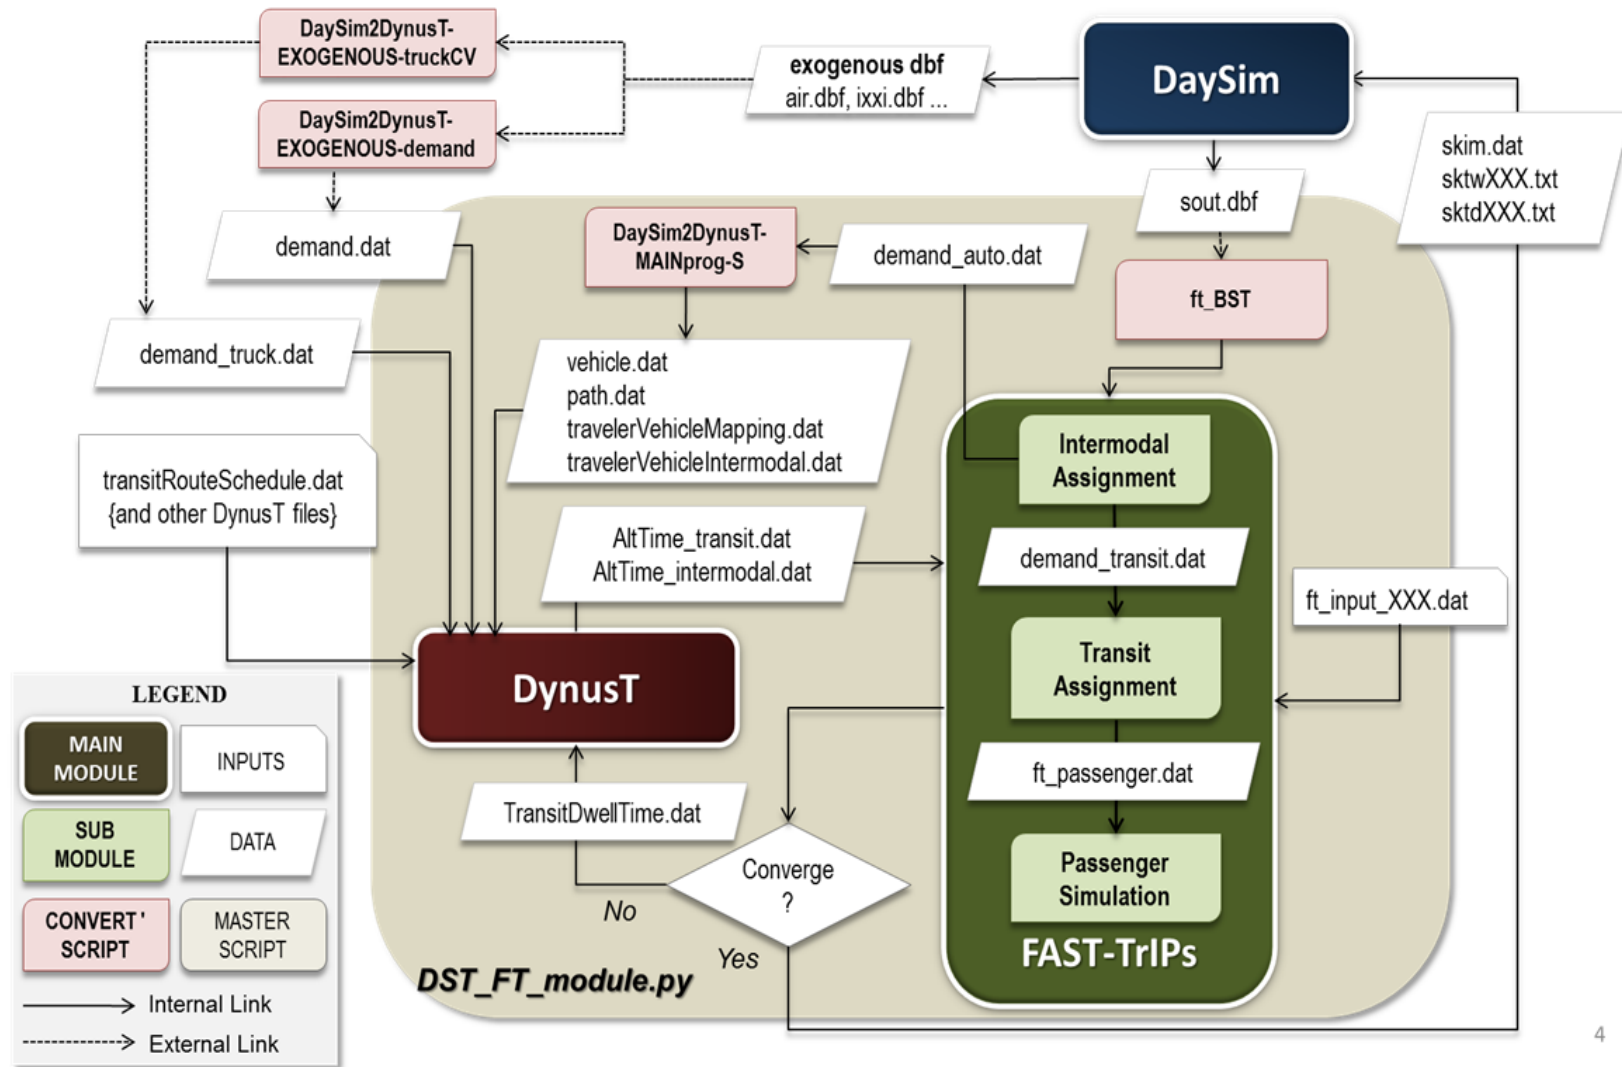 DaySim2DynusT-
EXOGENOUS-truckCV
exogenous dbf
air.dbf, ixxi.dbf ...
DaySim
DaySim2DynusT-
EXOGENOUS-demand
skim.dat
sktwXXX.txt
sktdXXX.txt
sout.dbf
demand.dat
DaySim2DynusT-
MAINprog-S
demand_auto.dat
ft_BST
demand_truck.dat
vehicle.dat
path.dat
travelerVehicleMapping.dat
travelerVehicleIntermodal.dat
Intermodal
Assignment
transitRouteSchedule.dat
{and other DynusT files}
AltTime_transit.dat
AltTime_intermodal.dat
demand_transit.dat
ft_input_XXX.dat
DynusT
Transit
Assignment
ft_passenger.dat
TransitDwellTime.dat
Converge
?
No
Yes
Passenger
Simulation
FAST-TrIPs
DST_FT_module.py
LEGEND
MAIN
MODULE
INPUTS
SUB
MODULE
DATA
CONVERT '
SCRIPT
MASTER
SCRIPT
Internal Link
External Link
4